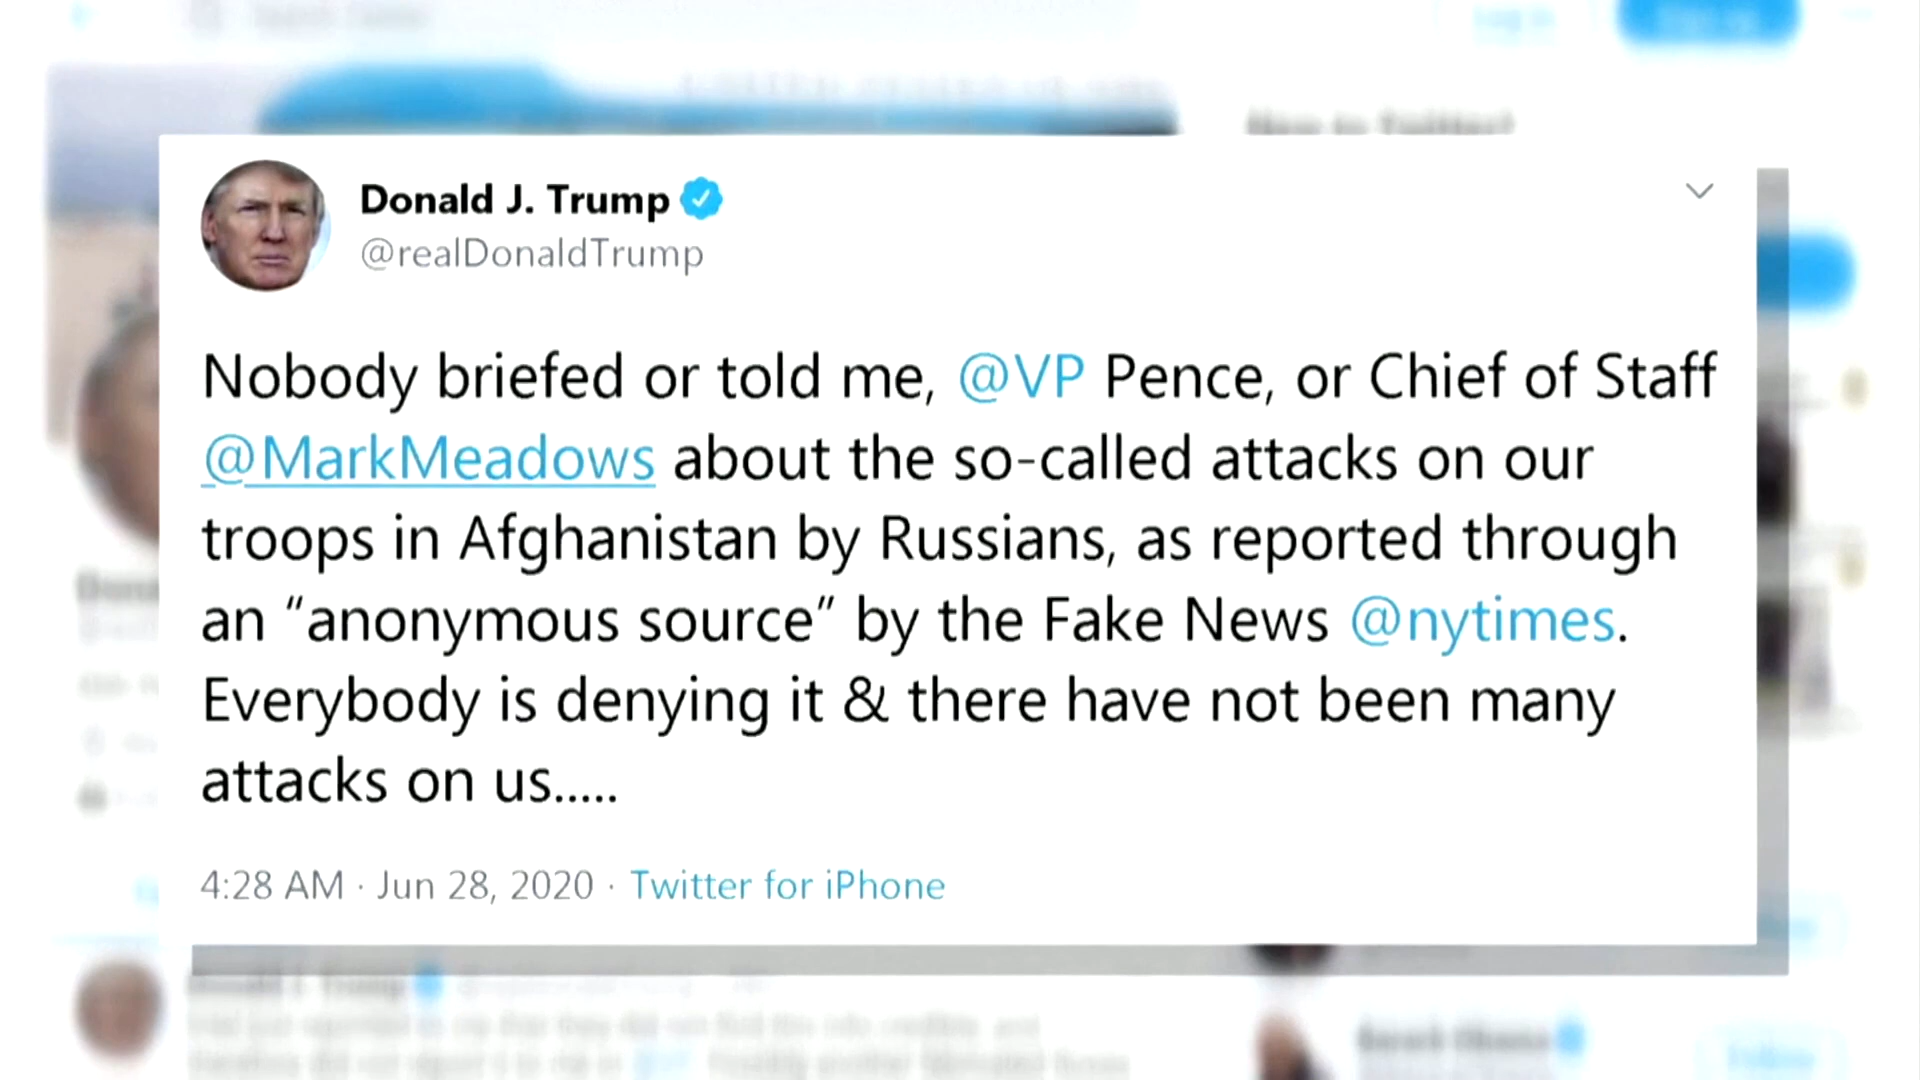 Donald J. Trump
@realDonaldTrump
Nobody briefed or told me, @VP Pence, or Chief of Staff
@MarkMeadows about the so-called attacks on our
troops in Afghanistan by Russians, as reported through
an “anonymous source” by the Fake News @nytimes.
Everybody is denying it & there have not been many
attacks on us.....
4:28 AM · Jun 28, 2020 · Twitter for iPhone